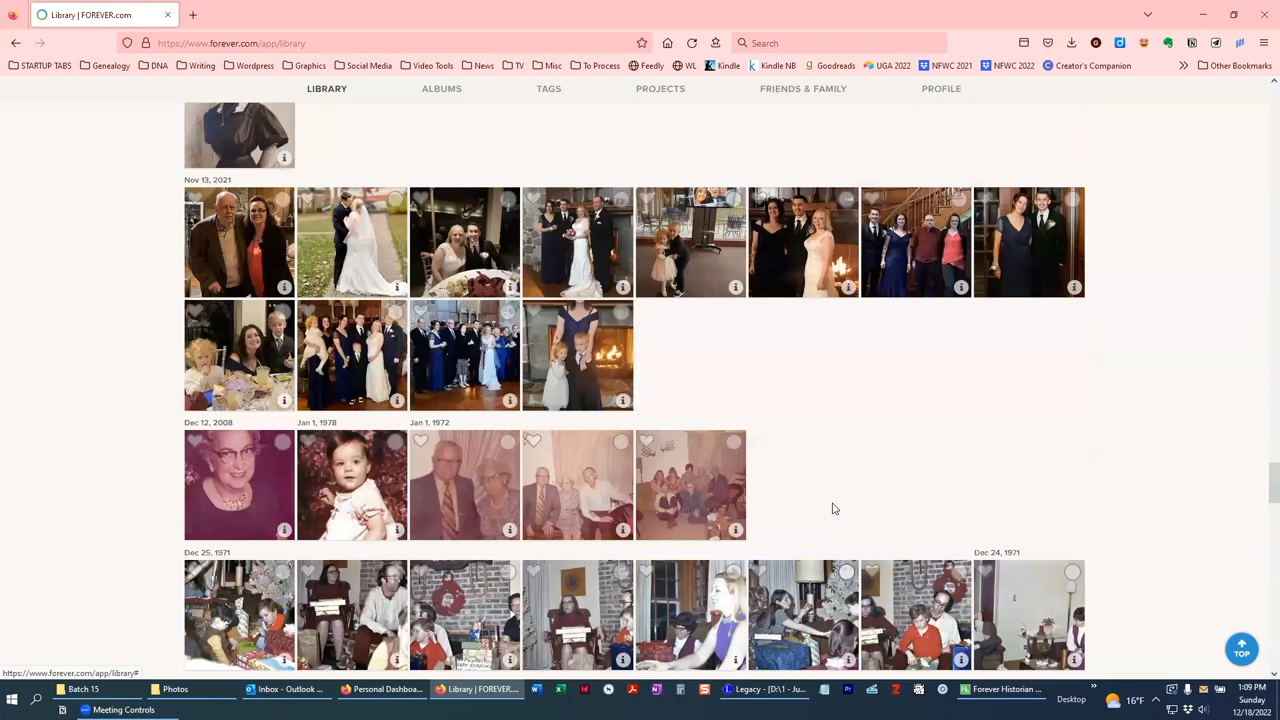 Library | FOREVER.com
https://www.forever.com/app/library
Search
STARTUP TABS Genealogy DNA Writing Wordpress Graphics Social Media Video Tools News TV Misc To Process Feedly WL Kindle Kindle NB Goodreads UGA 2022 NFWC 2021 NFWC 2022 Creator's Companion Other Bookmarks
LIBRARY ALBUMS TAGS PROJECTS FRIENDS & FAMILY PROFILE
Nov 13, 2021
Dec 12, 2008 Jan 1, 1978 Jan 1, 1972
Dec 25, 1971 Dec 24, 1971
TOP
https://www.forever.com/app/library#
Batch 15 Photos Inbox - Outlook ... Personal Dashboa... Library | FOREVER.... Legacy - [D:\1 - Ju... Forever Historian ... Desktop 16°F 1:09 PM
Sunday
Meeting Controls 12/18/2022